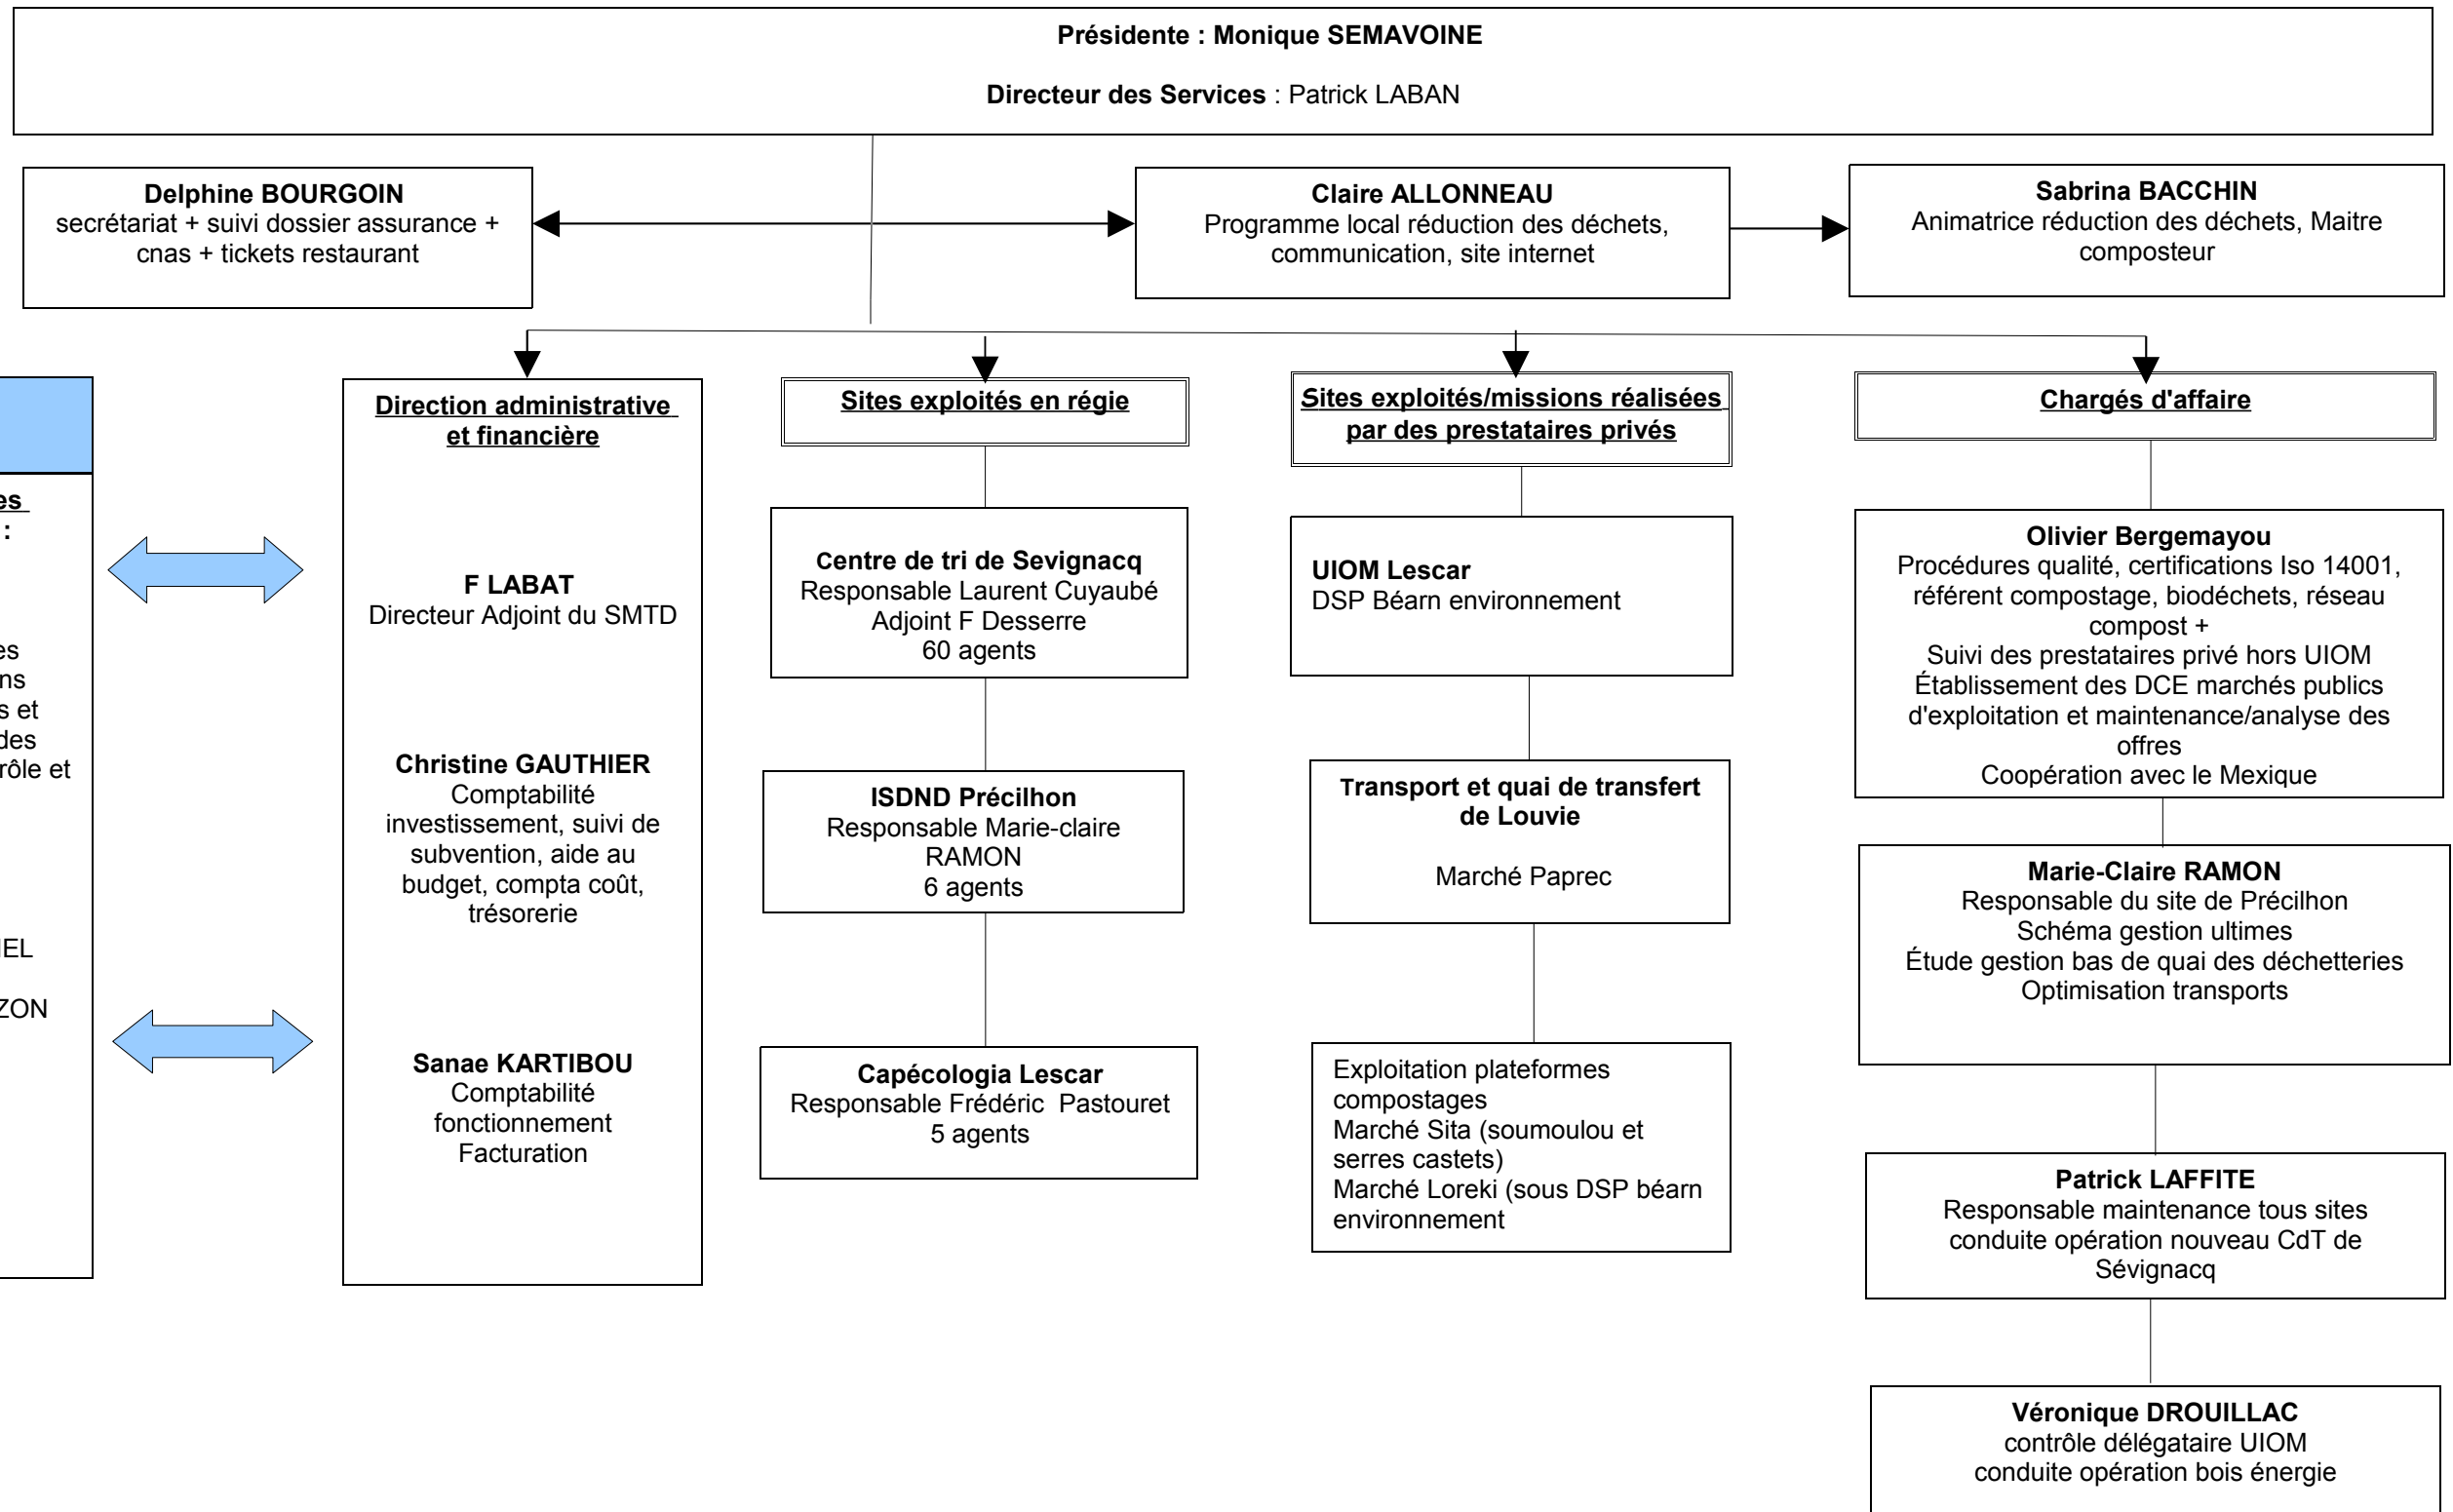 Présidente : Monique SEMAVOINE
Directeur des Services : Patrick LABAN
Delphine BOURGOIN
secrétariat + suivi dossier assurance +
cnas + tickets restaurant
Claire ALLONNEAU
Programme local réduction des déchets,
communication, site internet
Sabrina BACCHIN
Animatrice réduction des déchets, Maitre
composteur
es
:
es
ns
s et
des
rôle et
IEL
ZON
Direction administrative
et financière
F LABAT
Directeur Adjoint du SMTD
Christine GAUTHIER
Comptabilité
investissement, suivi de
subvention, aide au
budget, compta coût,
trésorerie
Sanae KARTIBOU
Comptabilité
fonctionnement
Facturation
Sites exploités en régie
Centre de tri de Sevignacq
Responsable Laurent Cuyaubé
Adjoint F Desserre
60 agents
ISDND Précilhon
Responsable Marie-claire
RAMON
6 agents
Capécologia Lescar
Responsable Frédéric Pastouret
5 agents
Sites exploités/missions réalisées
par des prestataires privés
UIOM Lescar
DSP Béarn environnement
Transport et quai de transfert
de Louvie
Marché Paprec
Exploitation plateformes
compostages
Marché Sita (soumoulou et
serres castets)
Marché Loreki (sous DSP béarn
environnement
Chargés d'affaire
Olivier Bergemayou
Procédures qualité, certifications Iso 14001,
référent compostage, biodéchets, réseau
compost +
Suivi des prestataires privé hors UIOM
Établissement des DCE marchés publics
d'exploitation et maintenance/analyse des
offres
Coopération avec le Mexique
Marie-Claire RAMON
Responsable du site de Précilhon
Schéma gestion ultimes
Étude gestion bas de quai des déchetteries
Optimisation transports
Patrick LAFFITE
Responsable maintenance tous sites
conduite opération nouveau CdT de
Sévignacq
Véronique DROUILLAC
contrôle délégataire UIOM
conduite opération bois énergie